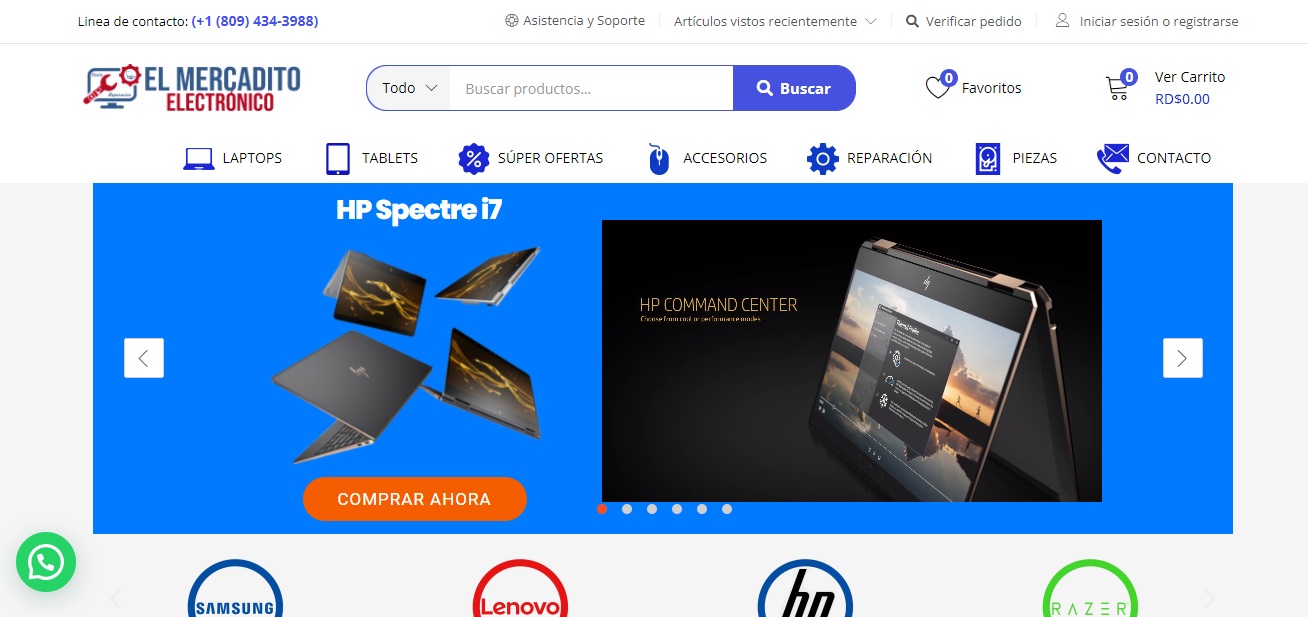 Linea de contacto: (+1 (809) 434-3988)
Asistencia y Soporte
Artículos vistos recientemente
Verificar pedido
Iniciar sesión o registrarse
EL MERCADITO
ELECTRÓNICO
Todo
Buscar productos...
Buscar
0
Favoritos
0
Ver Carrito
RD$0.00
LAPTOPS
TABLETS
SÚPER OFERTAS
ACCESORIOS
REPARACIÓN
PIEZAS
CONTACTO
HP Spectre i7
HP COMMAND CENTER
Choose from cool or performance modes
COMPRAR AHORA
SAMSUNG
Lenovo
hp
RAZER